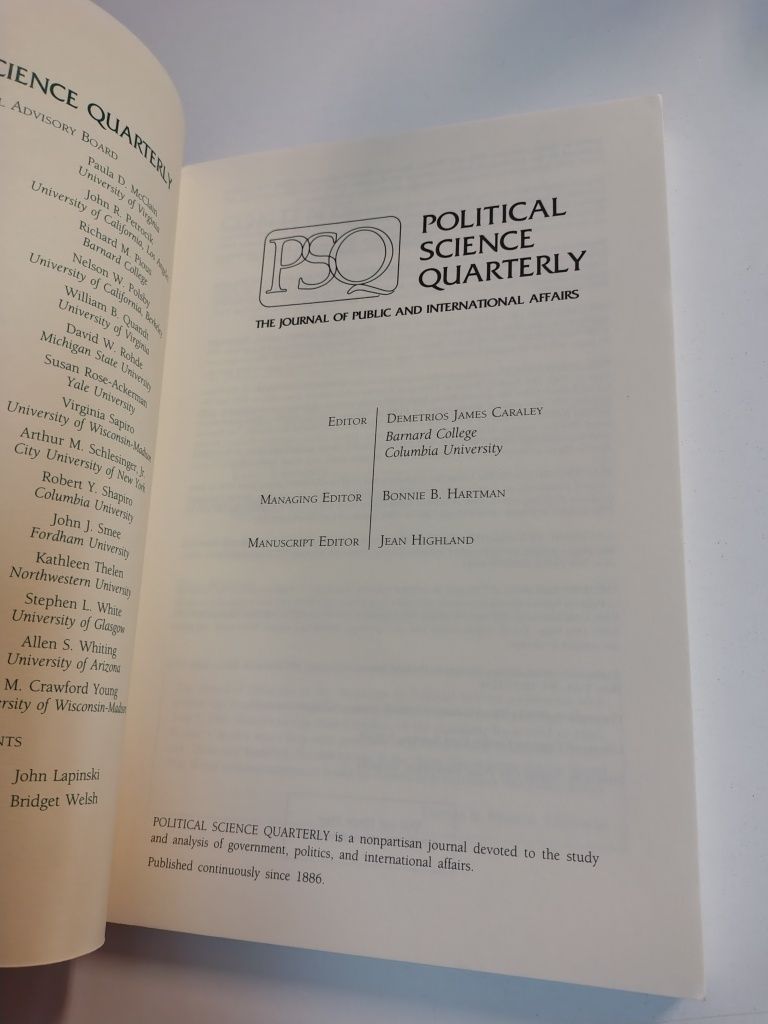 SCIENCE QUARTERLY
ADVISORY BOARD
Paula D. McClain
University of Virginia
John R. Petrocik
University of California, Los Angeles
Richard M. Pious
Barnard College
Nelson W. Polsby
University of California, Berkeley
William B. Quandt
University of Virginia
David W. Rohde
Michigan State University
Susan Rose-Ackerman
Yale University
Virginia Sapiro
University of Wisconsin-Madison
Arthur M. Schlesinger, Jr.
City University of New York
Robert Y. Shapiro
Columbia University
John J. Smee
Fordham University
Kathleen Thelen
Northwestern University
Stephen L. White
University of Glasgow
Allen S. Whiting
University of Arizona
M. Crawford Young
University of Wisconsin-Madison
NTS
John Lapinski
Bridget Welsh
PSQ
POLITICAL
SCIENCE
QUARTERLY
THE JOURNAL OF PUBLIC AND INTERNATIONAL AFFAIRS
EDITOR DEMETRIOS JAMES CARALEY
Barnard College
Columbia University
MANAGING EDITOR BONNIE B. HARTMAN
MANUSCRIPT EDITOR JEAN HIGHLAND
POLITICAL SCIENCE QUARTERLY is a nonpartisan journal devoted to the study
and analysis of government, politics, and international affairs.
Published continuously since 1886.